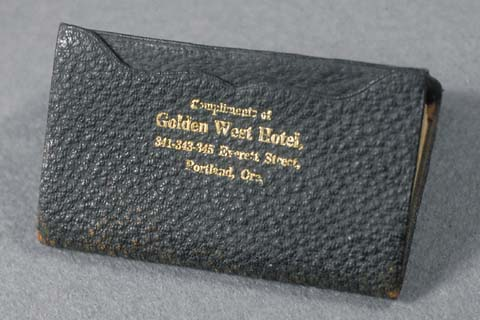 Compliments of
Golden West Hotel,
341-343-345 Everett Street,
Portland, Ore.